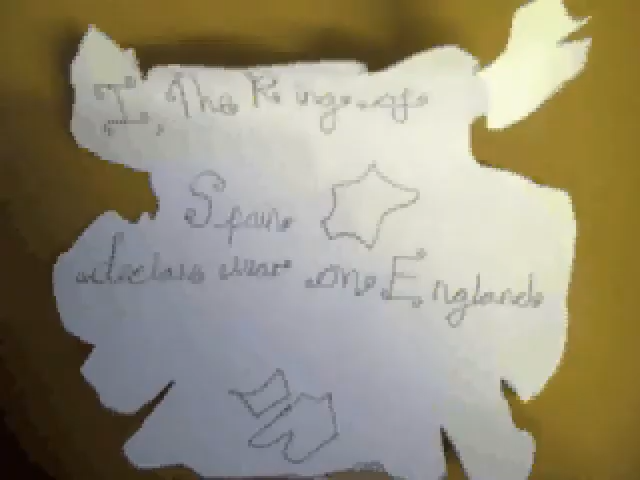 I, The King of
Spain
declare war on England